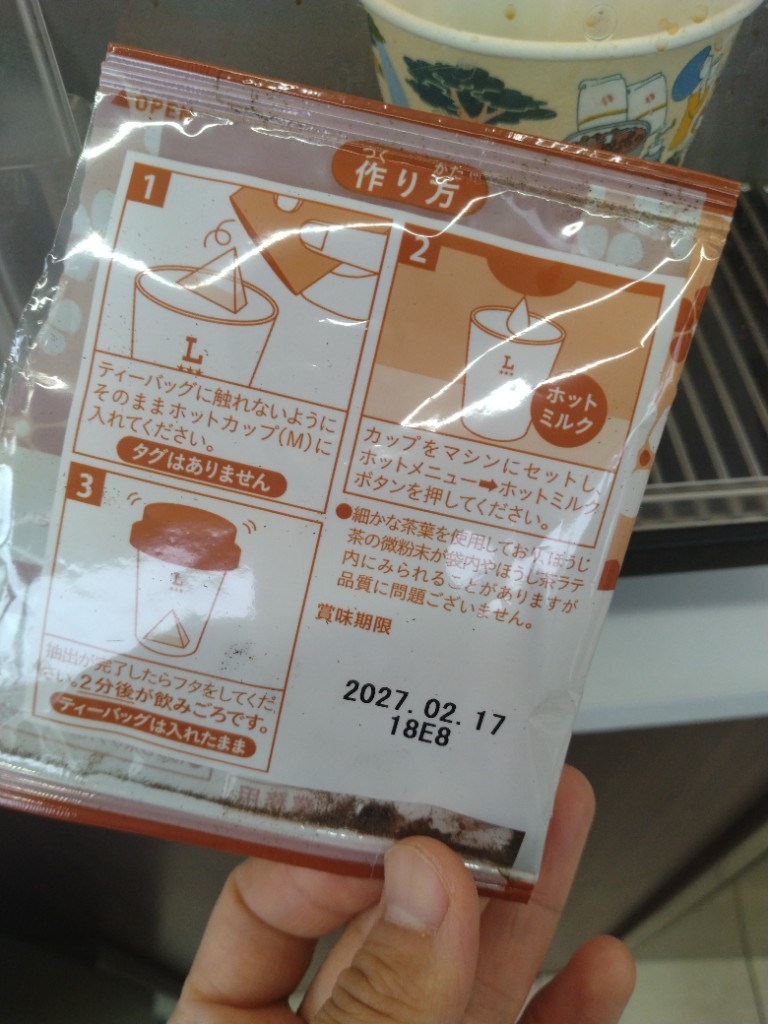 ▲OPEN
つく かた
作り方
1
L
ティーバッグに触れないように
そのままホットカップ(M)に
入れてください。
タグはありません
2
L
ホット
ミルク
カップをマシンにセットし、
ホットメニュー➡ホットミルク
ボタンを押してください。
3
L
抽出が完了したらフタをしてくだ
さい。2分後が飲みごろです。
ティーバッグは入れたまま
●細かな茶葉を使用しており、ほうじ
茶の微粉末が袋内やほうじ茶ラテ
内にみられることがありますが
品質に問題ございません。
賞味期限
2027.02.17
18E8